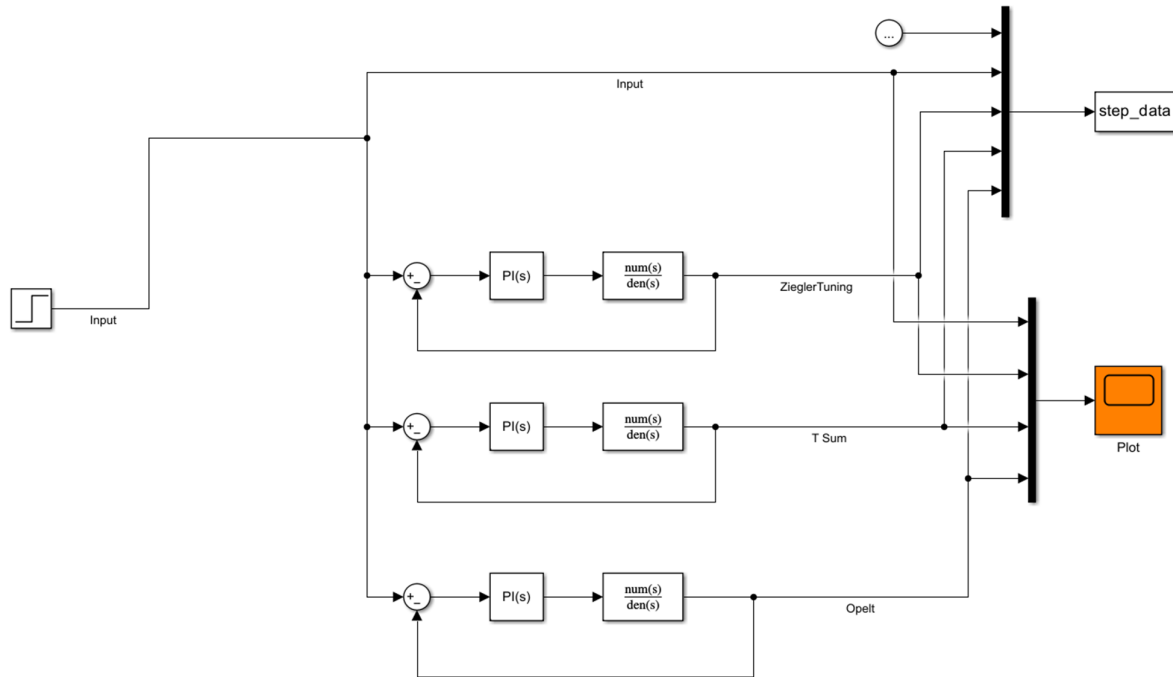 ...
Input
step_data
PI(s)
num(s)
den(s)
ZieglerTuning
Input
PI(s)
num(s)
den(s)
T Sum
Plot
PI(s)
num(s)
den(s)
Opelt